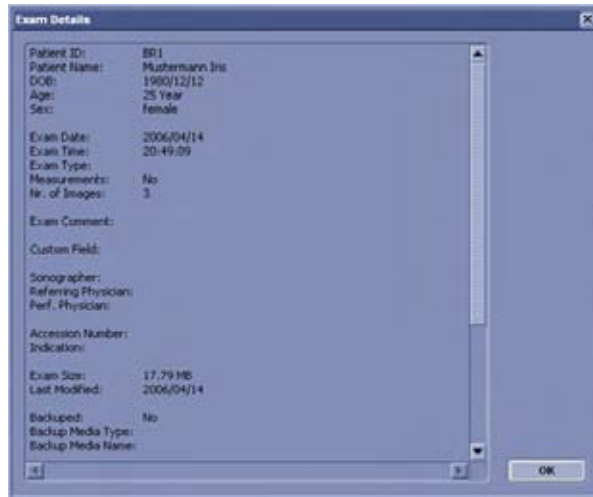 Exam Details
Patient ID: BR1
Patient Name: Mustermann Iris
DOB: 1980/12/12
Age: 25 Year
Sex: female
Exam Date: 2006/04/14
Exam Time: 20:49:09
Exam Type:
Measurements: No
Nr. of Images: 3
Exam Comment:
Custom Field:
Sonographer:
Referring Physician:
Perf. Physician:
Accession Number:
Indication:
Exam Size: 17.79 MB
Last Modified: 2006/04/14
Backuped: No
Backup Media Type:
Backup Media Name:
OK